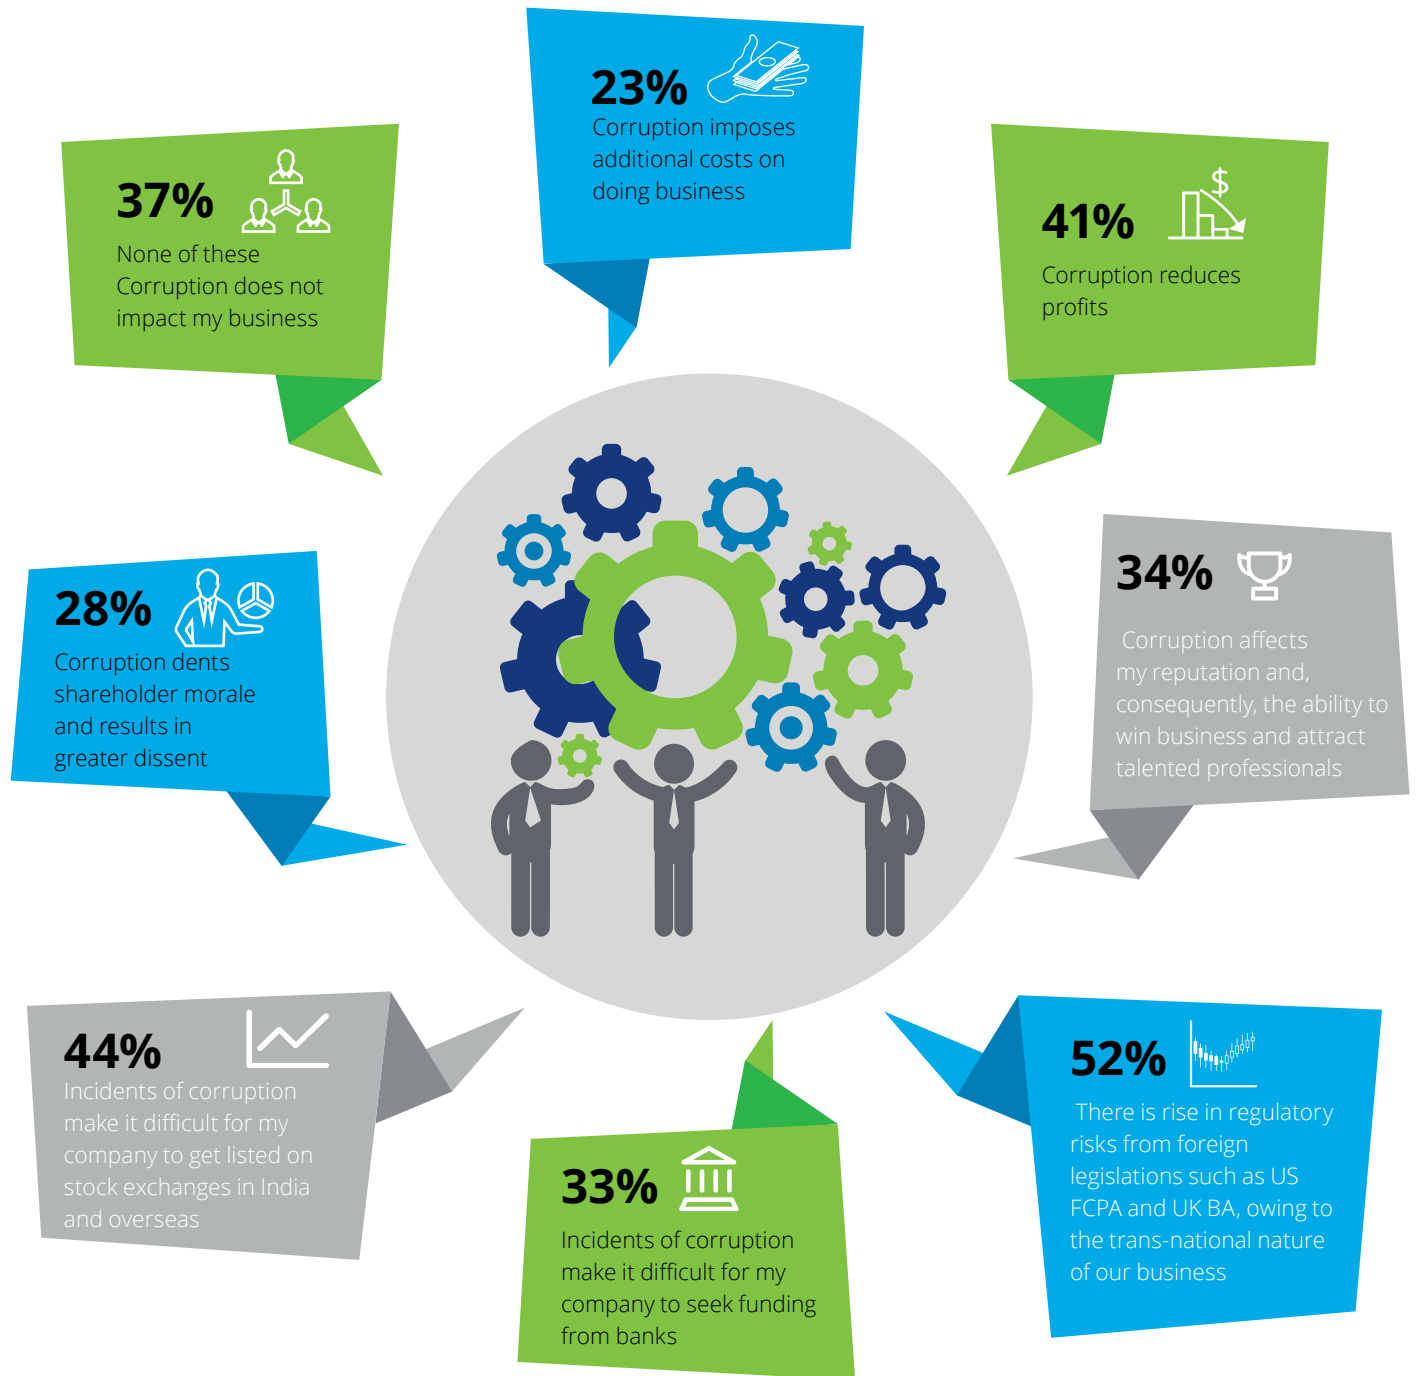 23%
Corruption imposes
additional costs on
doing business
37%
None of these
Corruption does not
impact my business
$
41%
Corruption reduces
profits
28%
Corruption dents
shareholder morale
and results in
greater dissent
34%
Corruption affects
my reputation and,
consequently, the ability to
win business and attract
talented professionals
44%
Incidents of corruption
make it difficult for my
company to get listed on
stock exchanges in India
and overseas
33%
Incidents of corruption
make it difficult for my
company to seek funding
from banks
52%
There is rise in regulatory
risks from foreign
legislations such as US
FCPA and UK BA, owing to
the trans-national nature
of our business